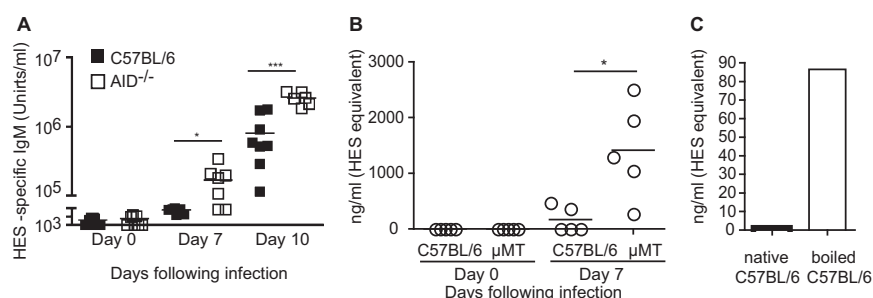 A
HES -specific IgM (Unirts/ml)
10^7
10^6
10^5
10^3
C57BL/6
AID^-/-
*
***
Day 0 Day 7 Day 10
Days following infection
B
ng/ml (HES equivalent)
3000
2000
1000
0
*
C57BL/6 µMT C57BL/6 µMT
Day 0 Day 7
Days following infection
C
ng/ml (HES equivalent)
90
80
70
60
50
40
30
20
10
0
native boiled
C57BL/6 C57BL/6